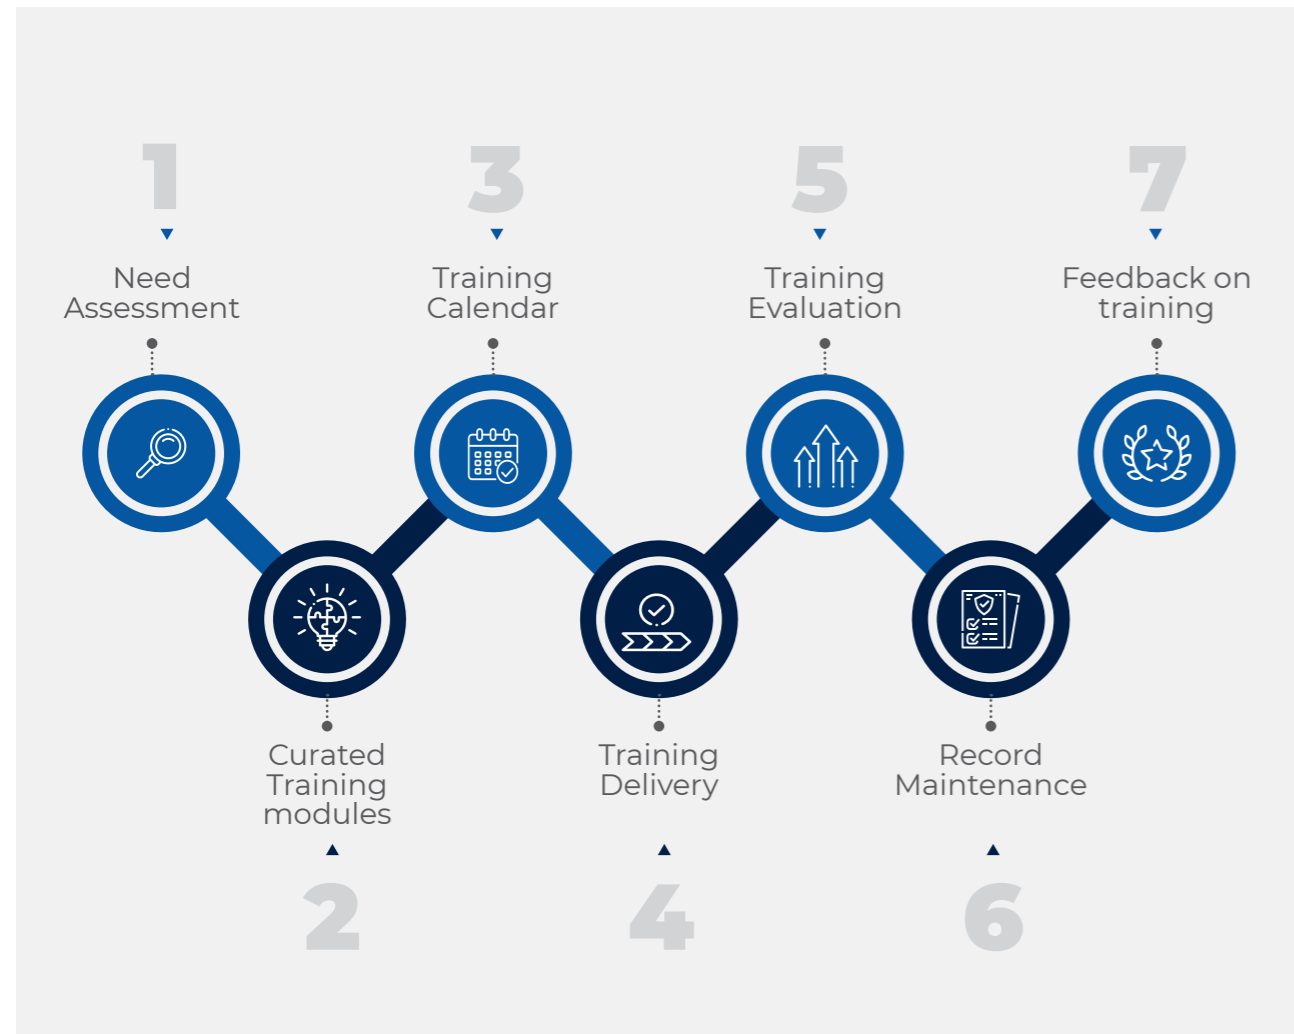 1
Need
Assessment
2
Curated
Training
modules
3
Training
Calendar
4
Training
Delivery
5
Training
Evaluation
6
Record
Maintenance
7
Feedback on
training